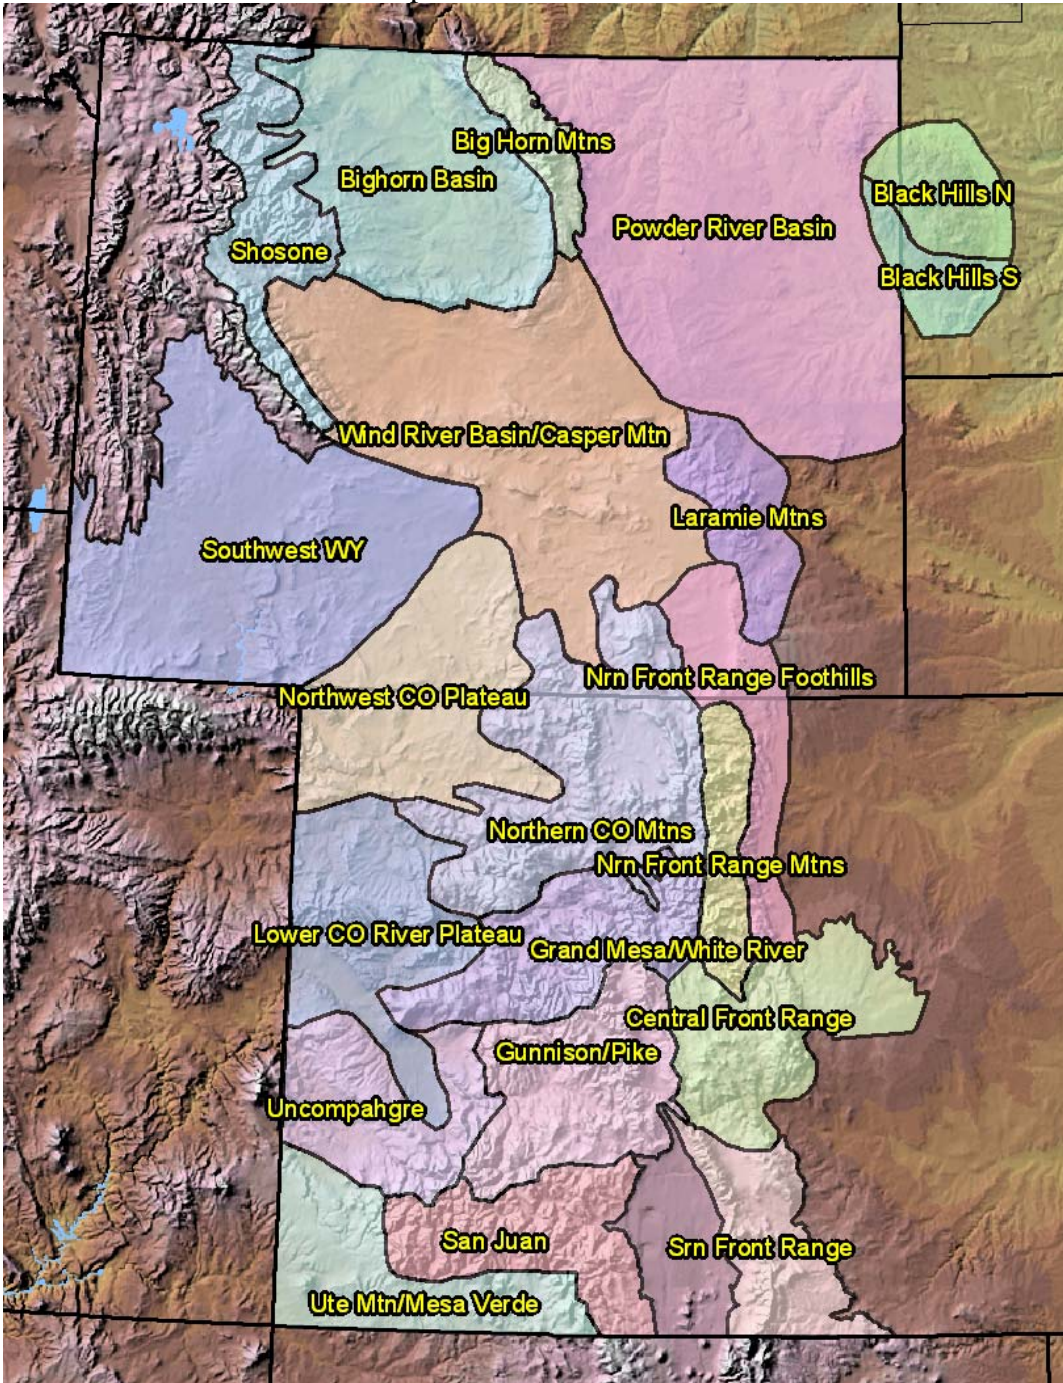 Big Horn Mtns
Bighorn Basin
Black Hills N
Powder River Basin
Shosone
Black Hills S
Wind River Basin/Casper Mtn
Laramie Mtns
Southwest WY
Nrn Front Range Foothills
Northwest CO Plateau
Northern CO Mtns
Nrn Front Range Mtns
Lower CO River Plateau
Grand Mesa/White River
Central Front Range
Gunnison/Pike
Uncompahgre
San Juan
Srn Front Range
Ute Mtn/Mesa Verde